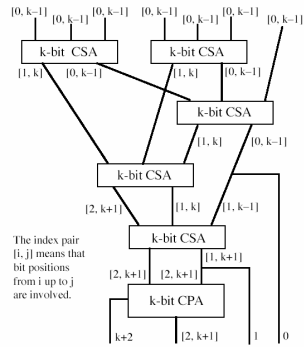 [0, k–1] [0, k–1] [0, k–1] [0, k–1] [0, k–1] [0, k–1] [0, k–1]
k-bit CSA k-bit CSA
[1, k] [0, k–1] [1, k] [0, k–1]
k-bit CSA
[1, k] [0, k–1]
k-bit CSA
[2, k+1] [1, k] [1, k–1]
k-bit CSA
The index pair
[i, j] means that
bit positions
from i up to j
are involved.
[1, k+1]
[2, k+1] [2, k+1]
k-bit CPA
k+2 [2, k+1] 1 0